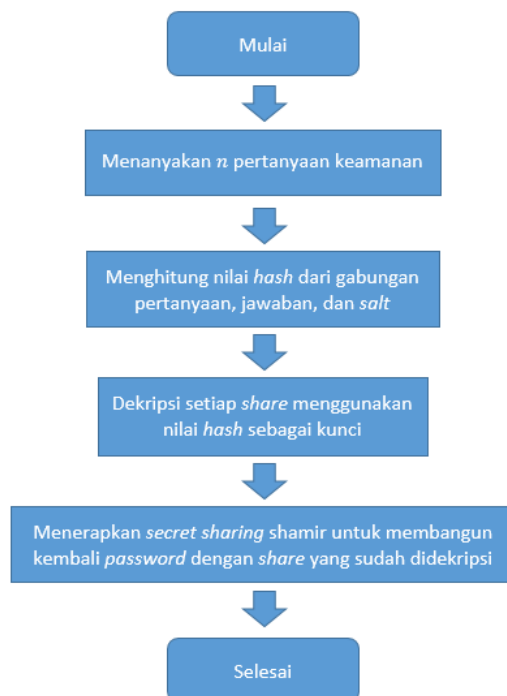 Mulai
Menanyakan n pertanyaan keamanan
Menghitung nilai hash dari gabungan
pertanyaan, jawaban, dan salt
Dekripsi setiap share menggunakan
nilai hash sebagai kunci
Menerapkan secret sharing shamir untuk membangun
kembali password dengan share yang sudah didekripsi
Selesai